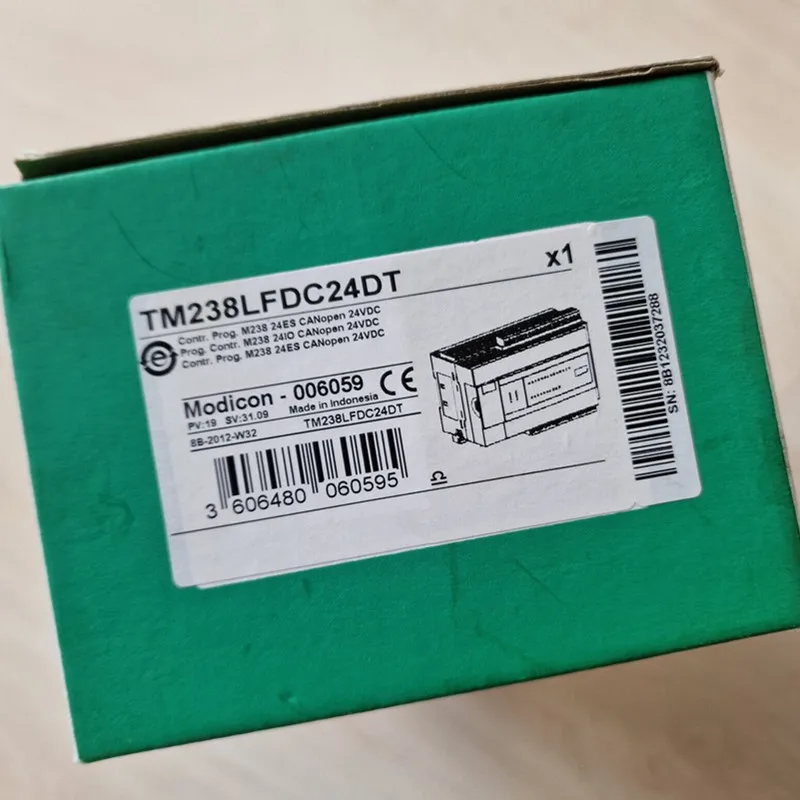 TM238LFDC24DT
x1
Contr. Prog. M238 24ES CANopen 24VDC
Prog. Contr. M238 24IO CANopen 24VDC
Contr. Prog. M238 24ES CANopen 24VDC
Modicon - 006059 CE
PV:19 SV:31.09 Made in Indonesia
8B-2012-W32 TM238LFDC24DT
3 606480 060595
SN: 8B1232037288